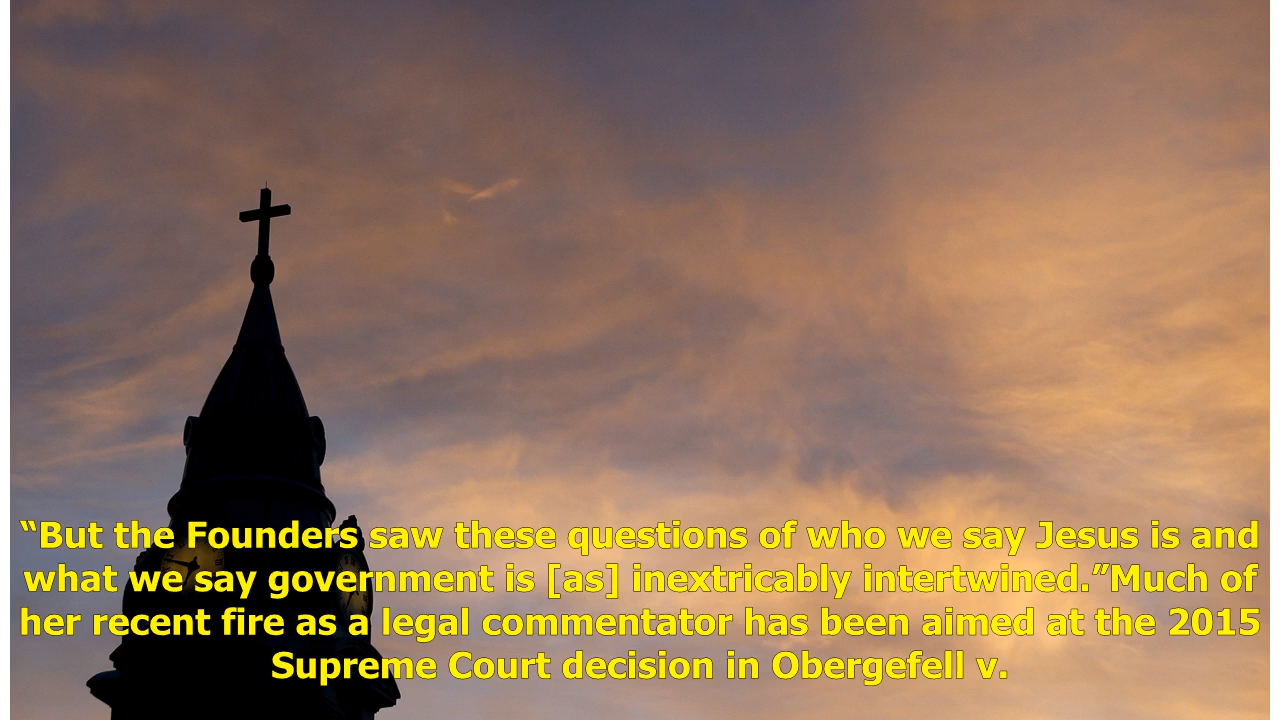 “But the Founders saw these questions of who we say Jesus is and
what we say government is [as] inextricably intertwined.”Much of
her recent fire as a legal commentator has been aimed at the 2015
Supreme Court decision in Obergefell v.